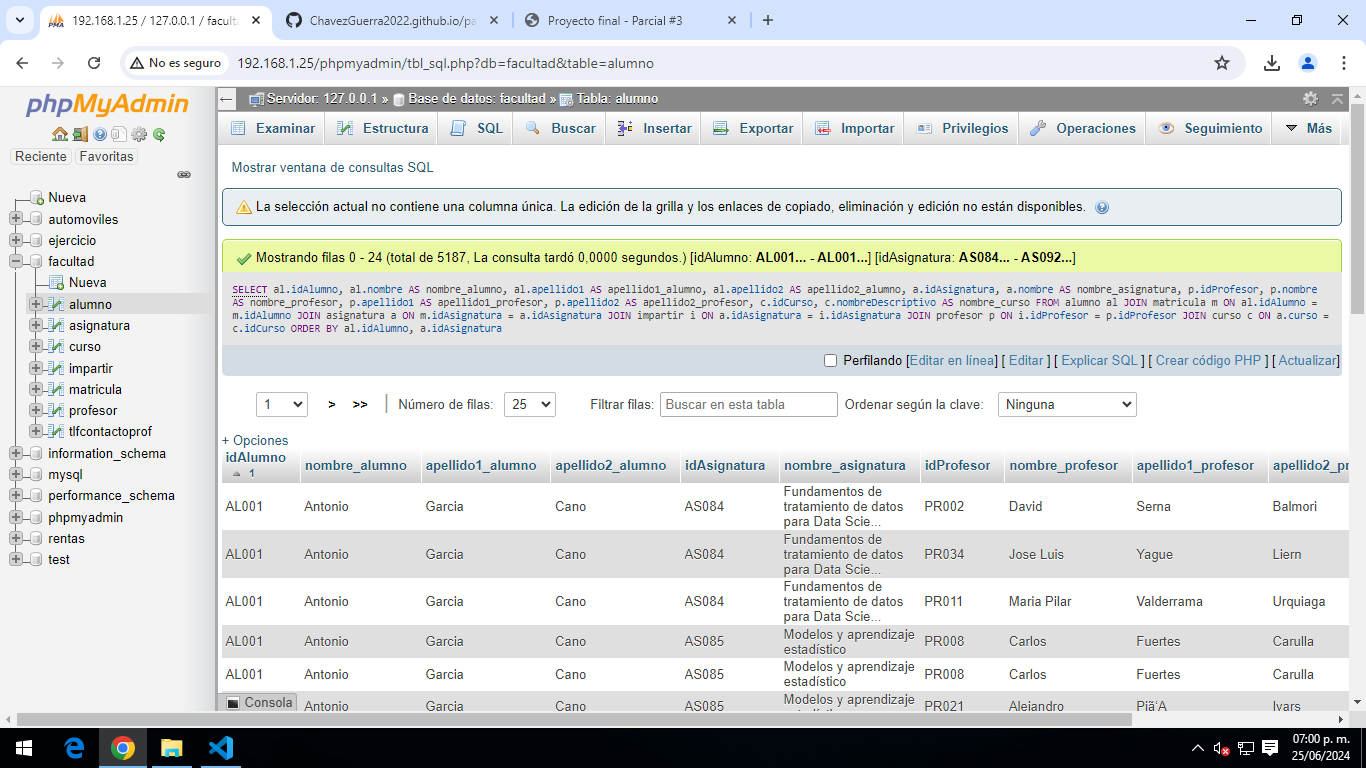 192.168.1.25 / 127.0.0.1 / faculta
ChavezGuerra2022.github.io/pa
Proyecto final - Parcial #3
No es seguro
192.168.1.25/phpmyadmin/tbl_sql.php?db=facultad&table=alumno
phpMyAdmin
Reciente
Favoritas
Nueva
automoviles
ejercicio
facultad
Nueva
alumno
asignatura
curso
impartir
matricula
profesor
tlfcontactoprof
information_schema
mysql
performance_schema
phpmyadmin
rentas
test
Servidor: 127.0.0.1 » Base de datos: facultad » Tabla: alumno
Examinar Estructura SQL Buscar Insertar Exportar Importar Privilegios Operaciones Seguimiento Más
Mostrar ventana de consultas SQL
La selección actual no contiene una columna única. La edición de la grilla y los enlaces de copiado, eliminación y edición no están disponibles.
Mostrando filas 0 - 24 (total de 5187, La consulta tardó 0,0000 segundos.) [idAlumno: AL001... - AL001...] [idAsignatura: AS084... - AS092...]
SELECT al.idAlumno, al.nombre AS nombre_alumno, al.apellido1 AS apellido1_alumno, al.apellido2 AS apellido2_alumno, a.idAsignatura, a.nombre AS nombre_asignatura, p.idProfesor, p.nombre
AS nombre_profesor, p.apellido1 AS apellido1_profesor, p.apellido2 AS apellido2_profesor, c.idCurso, c.nombreDescriptivo AS nombre_curso FROM alumno al JOIN matricula m ON al.idAlumno =
m.idAlumno JOIN asignatura a ON m.idAsignatura = a.idAsignatura JOIN impartir i ON a.idAsignatura = i.idAsignatura JOIN profesor p ON i.idProfesor = p.idProfesor JOIN curso c ON a.curso =
c.idCurso ORDER BY al.idAlumno, a.idAsignatura
Perfilando [Editar en línea] [ Editar ] [ Explicar SQL ] [ Crear código PHP ] [ Actualizar]
1 > >> Número de filas: 25 Filtrar filas: Buscar en esta tabla Ordenar según la clave: Ninguna
+ Opciones
idAlumno 1 nombre_alumno apellido1_alumno apellido2_alumno idAsignatura nombre_asignatura idProfesor nombre_profesor apellido1_profesor apellido2_pr
AL001 Antonio Garcia Cano AS084 Fundamentos de tratamiento de datos para Data Scie... PR002 David Serna Balmori
AL001 Antonio Garcia Cano AS084 Fundamentos de tratamiento de datos para Data Scie... PR034 Jose Luis Yague Liern
AL001 Antonio Garcia Cano AS084 Fundamentos de tratamiento de datos para Data Scie... PR011 Maria Pilar Valderrama Urquiaga
AL001 Antonio Garcia Cano AS085 Modelos y aprendizaje estadístico PR008 Carlos Fuertes Carulla
AL001 Antonio Garcia Cano AS085 Modelos y aprendizaje estadístico PR008 Carlos Fuertes Carulla
Antonio Garcia Cano AS085 Modelos y aprendizaje PR021 Alejandro Piã'A Ivars
Consola
07:00 p. m.
25/06/2024